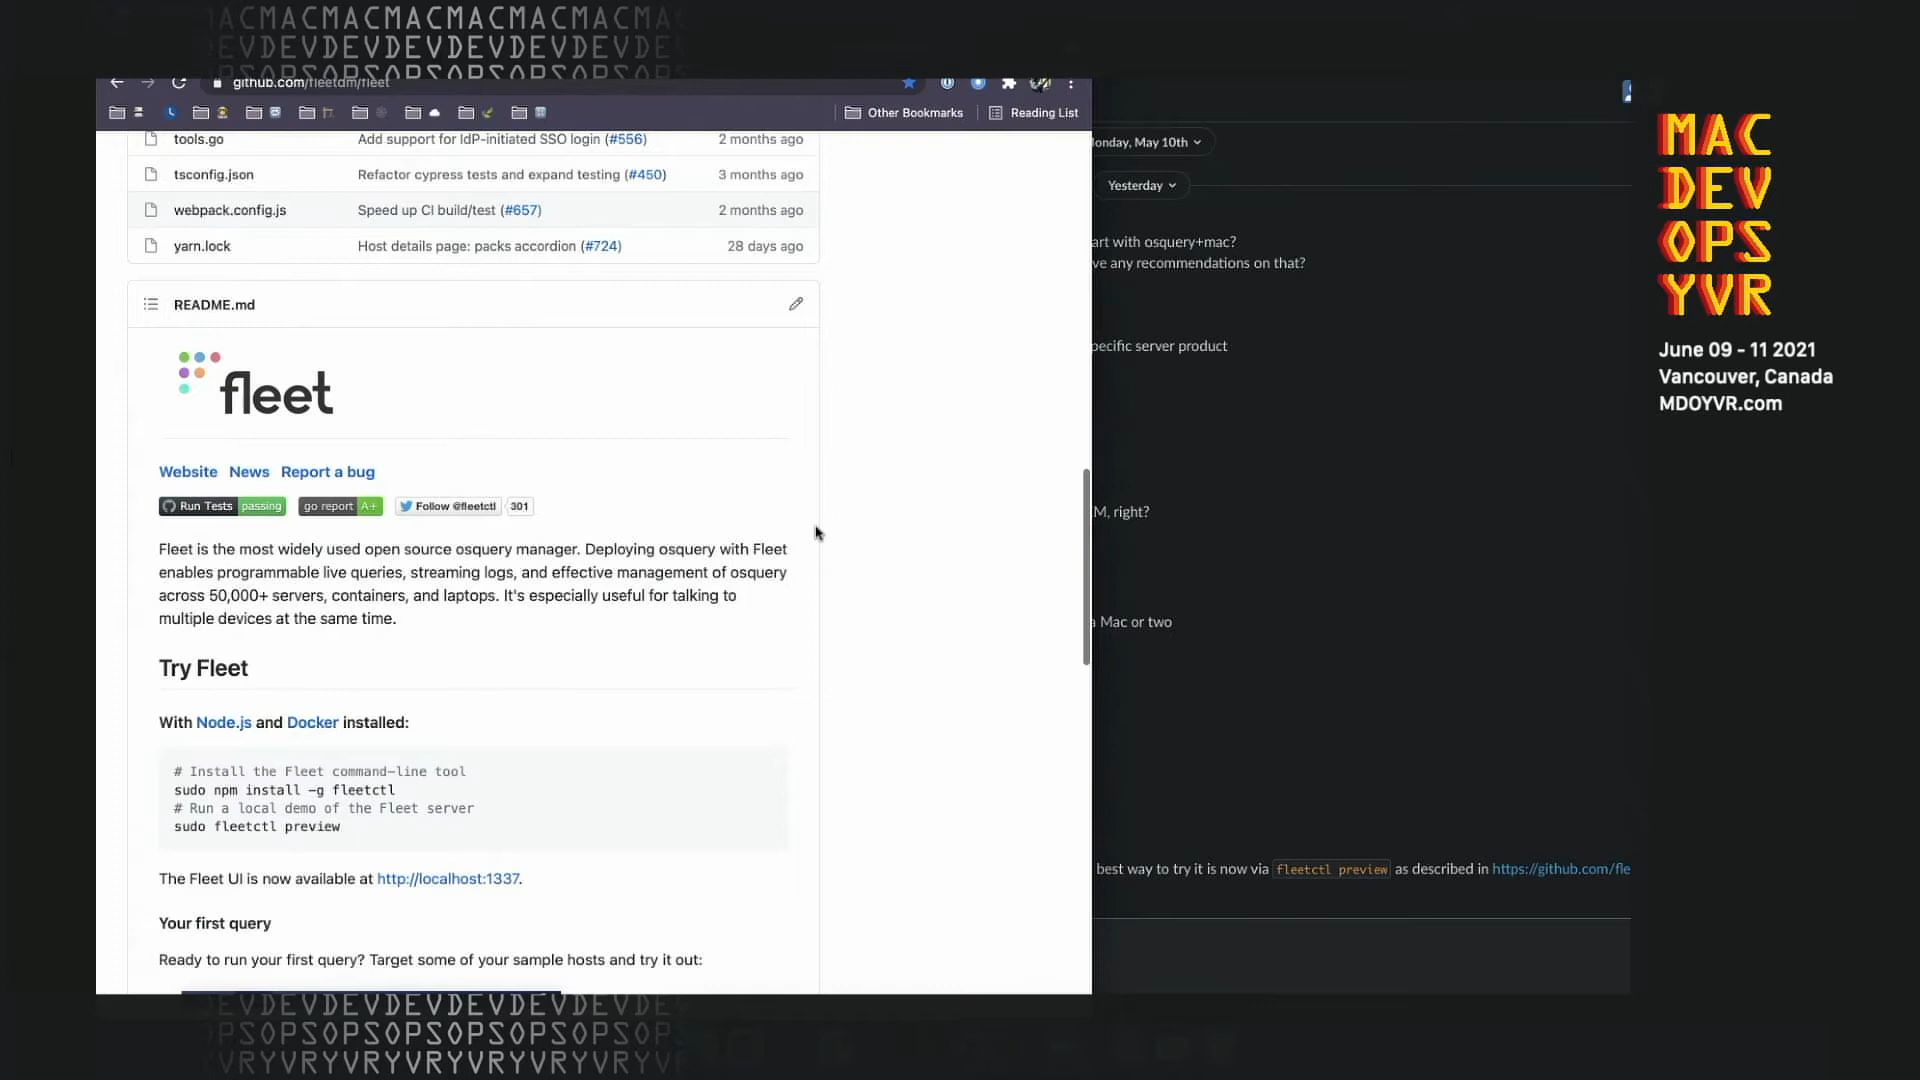 ACMACMACMACMACMACMACMACMA
EVDEVDEVDEVDEVDEVDEVDEVDE
github.com/fleetdm/fleet
Other Bookmarks
Reading List
tools.go Add support for IdP-initiated SSO login (#556) 2 months ago
tsconfig.json Refactor cypress tests and expand testing (#450) 3 months ago
webpack.config.js Speed up CI build/test (#657) 2 months ago
yarn.lock Host details page: packs accordion (#724) 28 days ago
README.md
fleet
Website News Report a bug
Run Tests passing go report A+ Follow @fleetctl 301
Fleet is the most widely used open source osquery manager. Deploying osquery with Fleet
enables programmable live queries, streaming logs, and effective management of osquery
across 50,000+ servers, containers, and laptops. It's especially useful for talking to
multiple devices at the same time.
Try Fleet
With Node.js and Docker installed:
# Install the Fleet command-line tool
sudo npm install -g fleetctl
# Run a local demo of the Fleet server
sudo fleetctl preview
The Fleet UI is now available at http://localhost:1337.
Your first query
Ready to run your first query? Target some of your sample hosts and try it out:
onday, May 10th
Yesterday
art with osquery+mac?
ve any recommendations on that?
pecific server product
M, right?
a Mac or two
best way to try it is now via fleetctl preview as described in https://github.com/fle
MAC
DEV
OPS
YVR
June 09 - 11 2021
Vancouver, Canada
MDOYVR.com
EVDEVDEVDEVDEVDEVDEVDEVDE
PSOPSOPSOPSOPSOPSOPSOPSOP
VRYVRYVRYVRYVRYVRYVRYVRYV